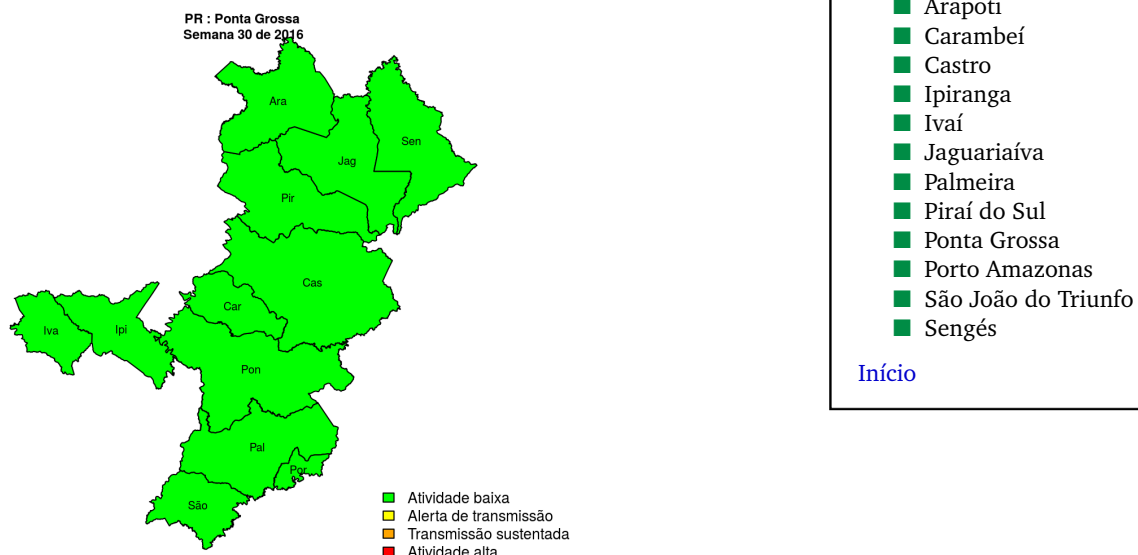 PR : Ponta Grossa
Semana 30 de 2016
Ara
Sen
Jag
Pir
Cas
Car
Iva
Ipi
Pon
Pal
Por
São
Atividade baixa
Alerta de transmissão
Transmissão sustentada
Atividade alta
Arapoti
Carambeí
Castro
Ipiranga
Ivaí
Jaguariaíva
Palmeira
Piraí do Sul
Ponta Grossa
Porto Amazonas
São João do Triunfo
Sengés
Início